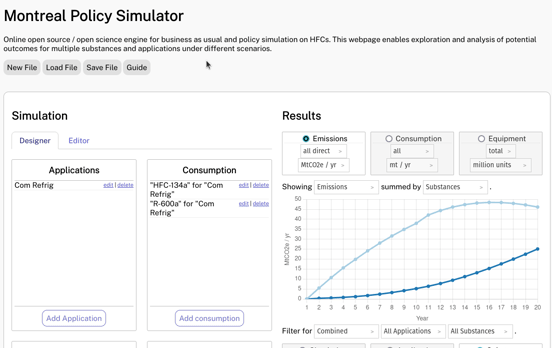 Montreal Policy Simulator
Online open source / open science engine for business as usual and policy simulation on HFCs. This webpage enables exploration and analysis of potential
outcomes for multiple substances and applications under different scenarios.
New File Load File Save File Guide
Simulation
Designer Editor
Applications
Com Refrig edit | delete
Add Application
Consumption
"HFC-134a" for "Com
Refrig" edit | delete
"R-600a" for "Com
Refrig" edit | delete
Add consumption
Results
Emissions
all direct
MtCO2e / yr
Consumption
all
mt / yr
Equipment
total
million units
Showing Emissions summed by Substances .
50
45
40
35
30
25
20
15
10
5
0
MtCO2e / yr
1 2 3 4 5 6 7 8 9 10 11 12 13 14 15 16 17 18 19 20
Year
Filter for Combined All Applications All Substances .